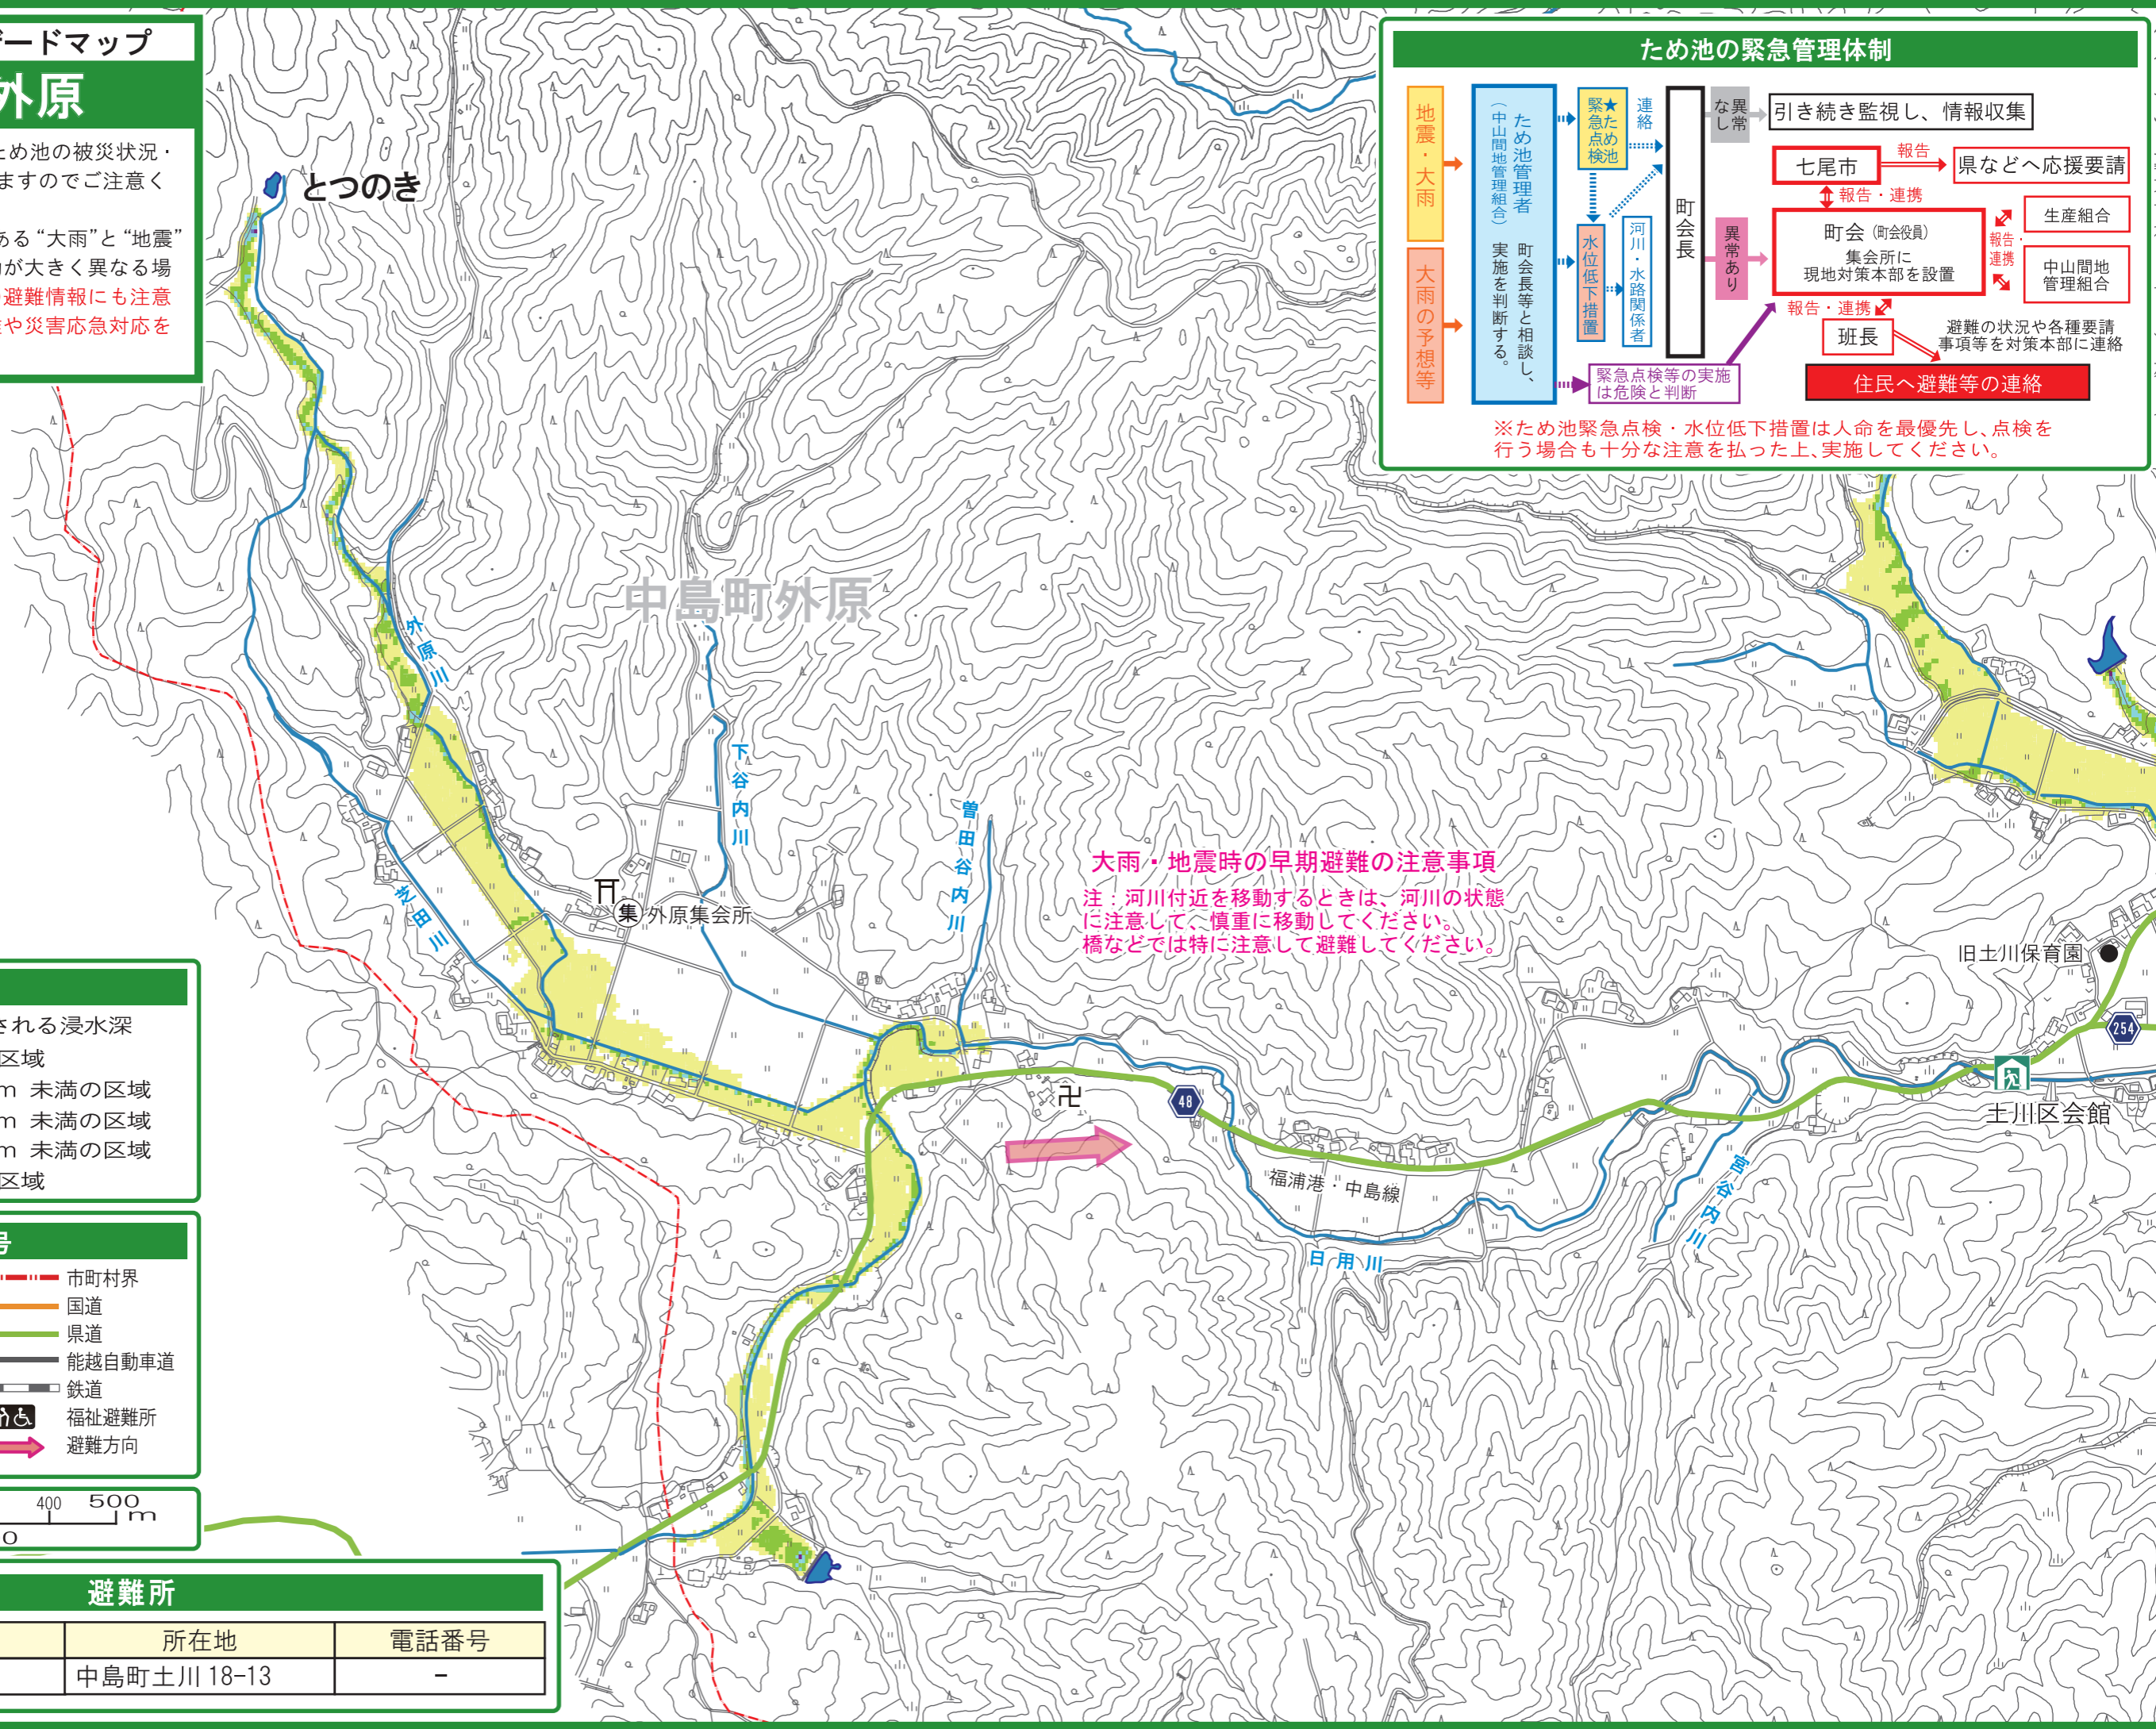 ードマップ
外原
ため池の被災状況・
ますのでご注意く
ある“大雨”と“地震”
が大きく異なる場
避難情報にも注意
や災害応急対応を
ため池の緊急管理体制
地震・大雨
大雨の予想等
ため池管理者
（中山間地管理組合）
町会長等と相談し、
実施を判断する。
★ため池
緊急点検
連絡
水位低下措置
河川・水路関係者
緊急点検等の実施
は危険と判断
町会長
異常
なし
引き続き監視し、情報収集
異常あり
七尾市
報告
県などへ応援要請
報告・連携
町会（町会役員）
集会所に
現地対策本部を設置
報告・
連携
生産組合
中山間地
管理組合
報告・連携
班長
避難の状況や各種要請
事項等を対策本部に連絡
住民へ避難等の連絡
※ため池緊急点検・水位低下措置は人命を最優先し、点検を
行う場合も十分な注意を払った上、実施してください。
とつのき
中島町外原
外原川
下谷内川
曽田谷内川
芝田川
集 外原集会所
大雨・地震時の早期避難の注意事項
注：河川付近を移動するときは、河川の状態
に注意して、慎重に移動してください。
橋などでは特に注意して避難してください。
旧土川保育園
254
土川区会館
48
福浦港・中島線
宮谷内川
日用川
される浸水深
区域
m 未満の区域
m 未満の区域
m 未満の区域
区域
号
市町村界
国道
県道
能越自動車道
鉄道
福祉避難所
避難方向
400 500
m
0
避難所
所在地 電話番号
中島町土川 18-13 -